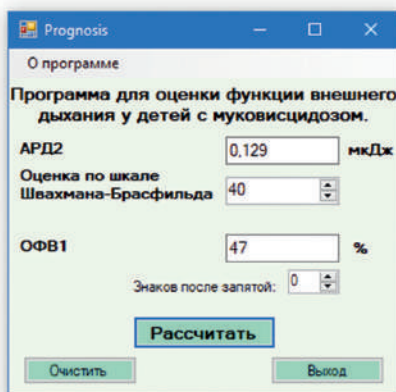 Prognosis
О программе
Программа для оценки функции внешнего
дыхания у детей с муковисцидозом.
АРД2 0,129 мкДж
Оценка по шкале
Швахмана-Брасфильда 40
ОФВ1 47 %
Знаков после запятой: 0
Рассчитать
Очистить Выход